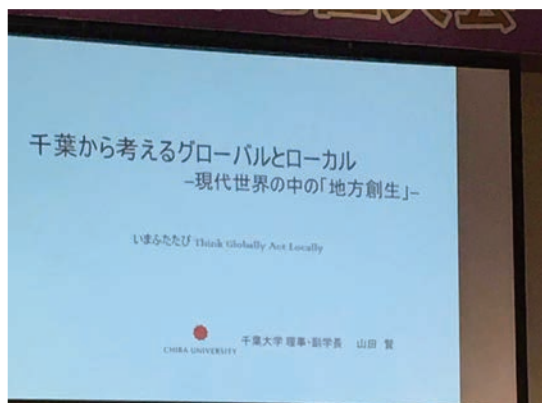 大会
千葉から考えるグローバルとローカル
–現代世界の中の「地方創生」–
いまふたたび Think Globally Act Locally
CHIBA UNIVERSITY
千葉大学 理事・副学長 山田 賢